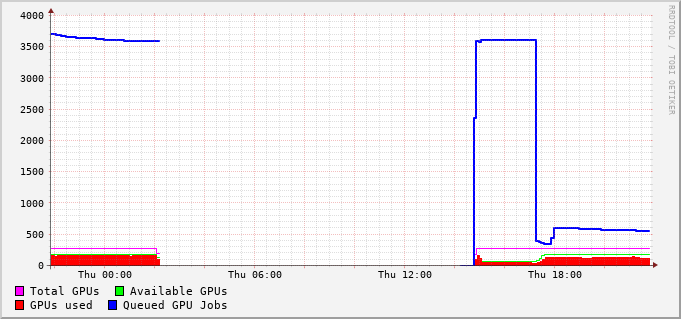 RRDTOOL / TOBI OETIKER
4000
3500
3000
2500
2000
1500
1000
500
0
Thu 00:00 Thu 06:00 Thu 12:00 Thu 18:00
Total GPUs Available GPUs
GPUs used Queued GPU Jobs